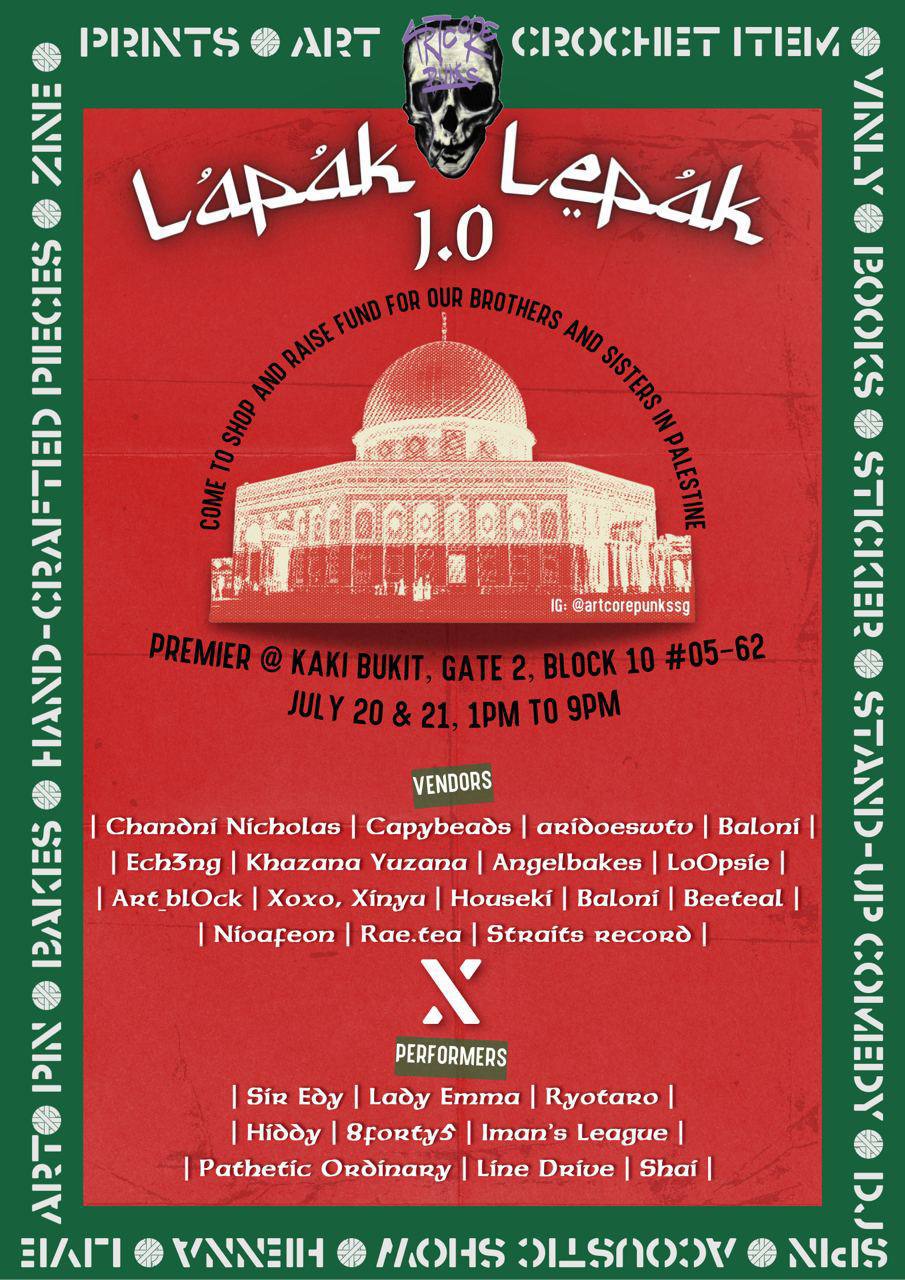 PRINTS ART CROCHET ITEM
VINLY BOOKS STICKER STAND-UP COMEDY DJ
SPIN ACOUSTIC SHOW HENNA LIVE
ART PIN BAKES HAND-CRAFTED PIECES ZINE
ARTCORE
PUNKS
Lapak Lepak
1.0
COME TO SHOP AND RAISE FUND FOR OUR BROTHERS AND SISTERS IN PALESTINE
IG: @artcorepunkssg
PREMIER @ KAKI BUKIT, GATE 2, BLOCK 10 #05-62
JULY 20 & 21, 1PM TO 9PM
VENDORS
| Chandni Nicholas | Capybeads | aridoeswtv | Baloni |
| Ech3ng | Khazana Yuzana | Angelbakes | LoOpsie |
| Art_blOck | Xoxo, Xinyu | Houseki | Baloni | Beeteal |
| Nioafeon | Rae.tea | Straits record |
X
PERFORMERS
| Sir Edy | Lady Emma | Ryotaro |
| Hiddy | 8forty5 | Iman's League |
| Pathetic Ordinary | Line Drive | Shai |